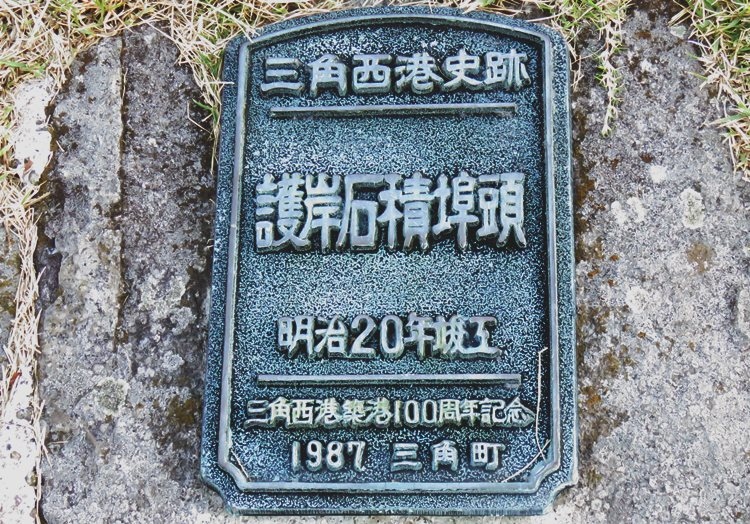 三角西港史跡
護岸石積埠頭
明治20年竣工
三角西港築港100周年記念
1987 三角町